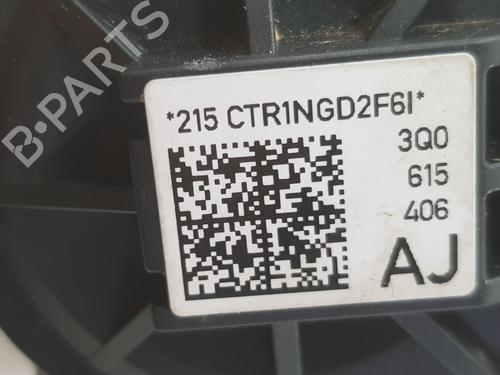 B-PARTS
*215 CTR1NGD2F6I*
3Q0
615
406
AJ